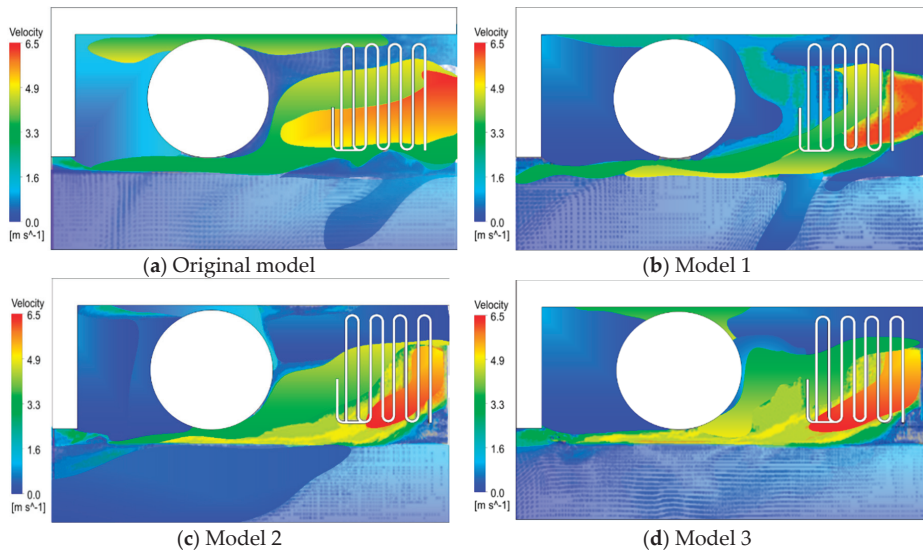 Velocity
6.5
4.9
3.3
1.6
0.0
[m s^-1]
(a) Original model
Velocity
6.5
4.9
3.3
1.6
0.0
[m s^-1]
(b) Model 1
Velocity
6.5
4.9
3.3
1.6
0.0
[m s^-1]
(c) Model 2
Velocity
6.5
4.9
3.3
1.6
0.0
[m s^-1]
(d) Model 3